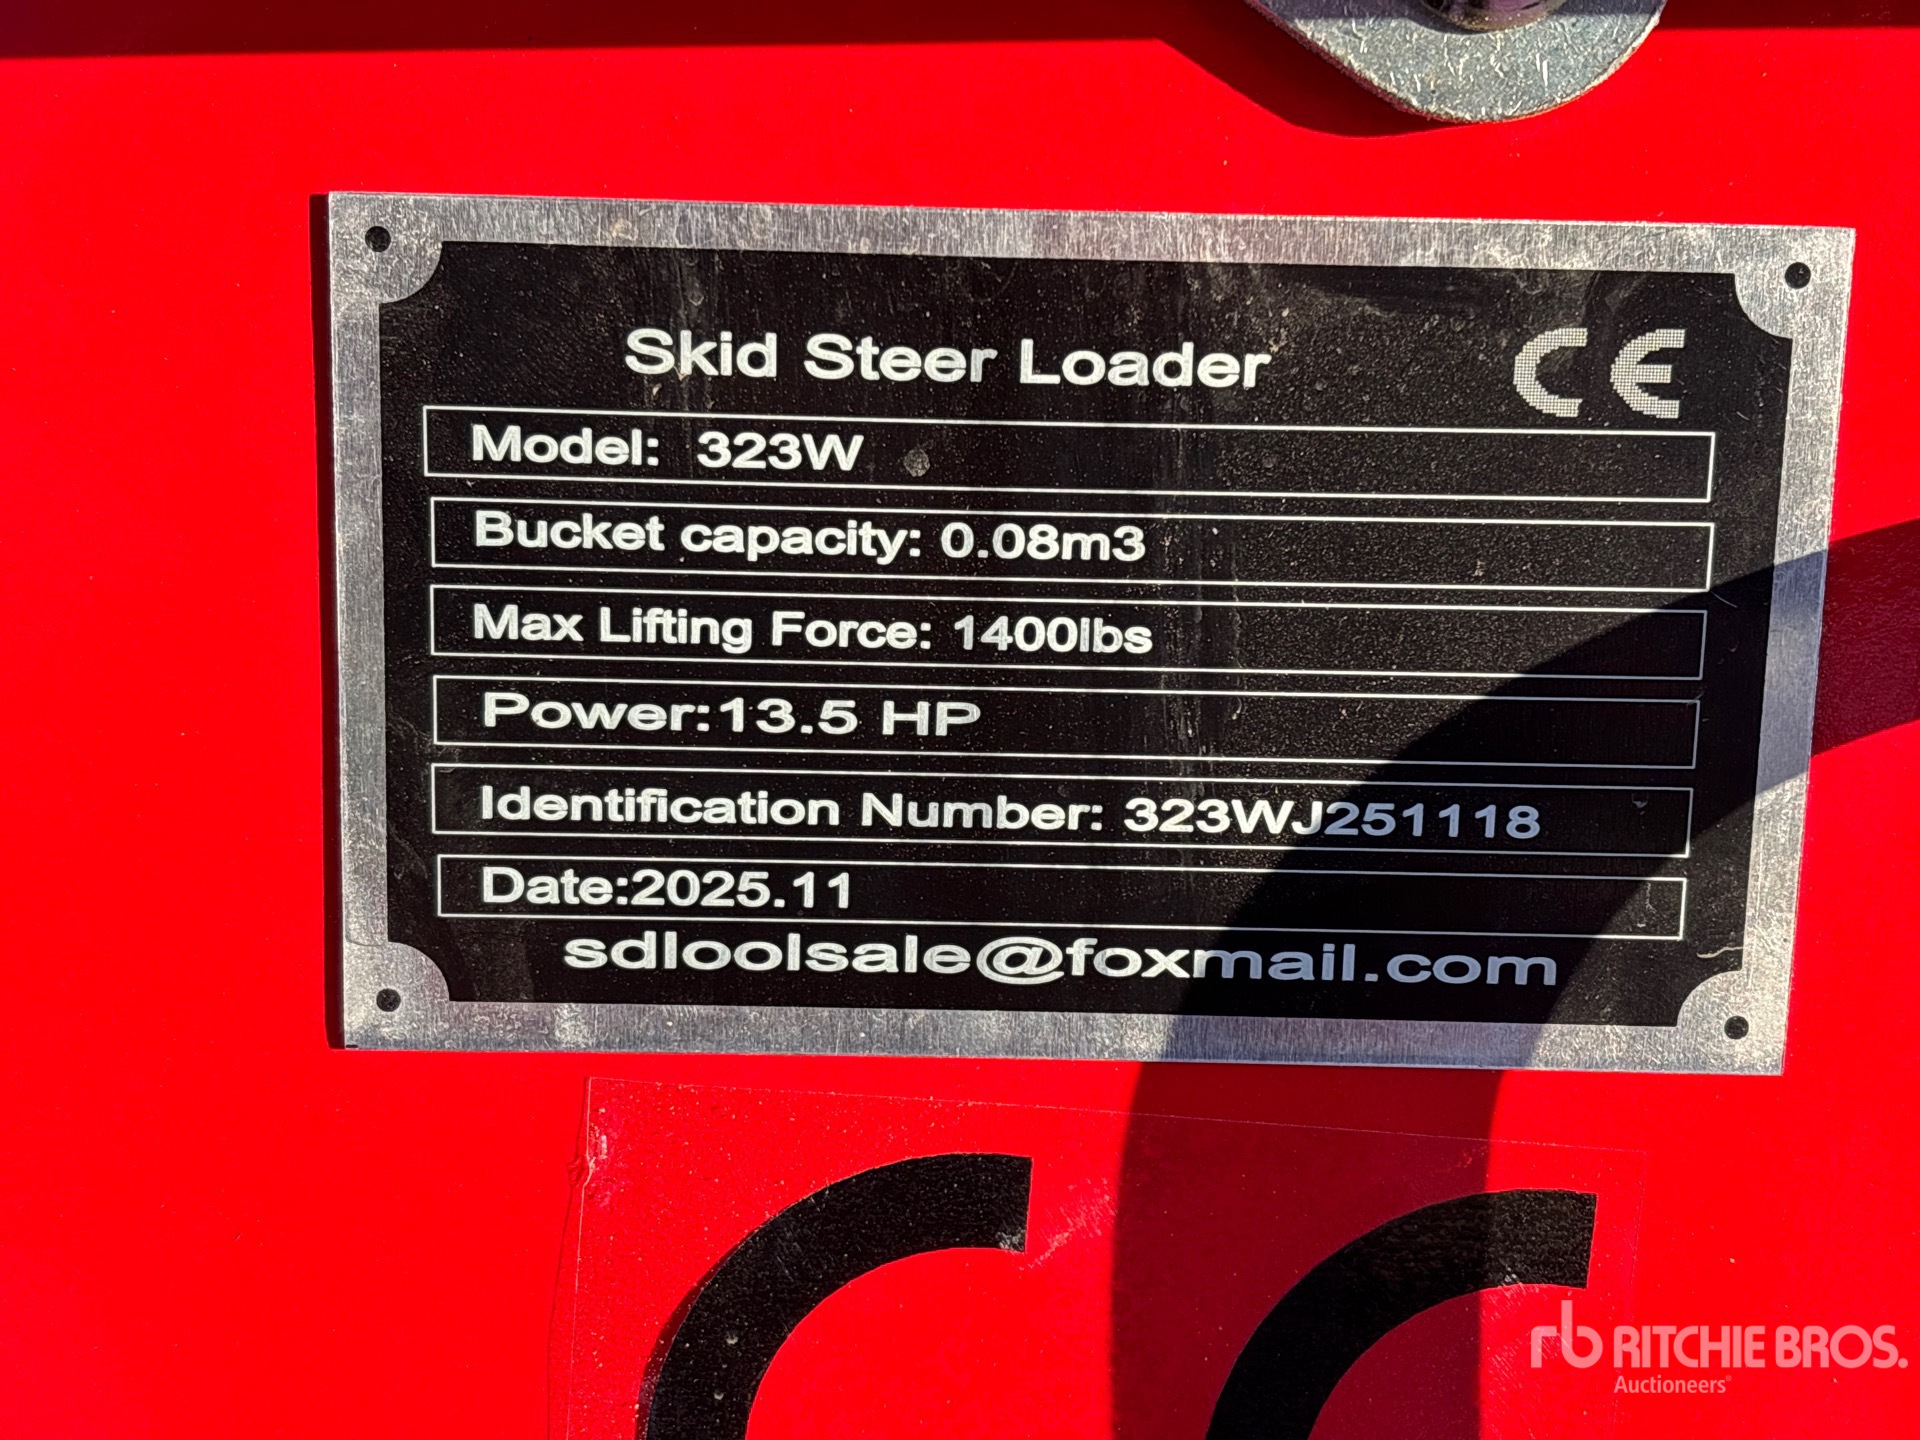 Skid Steer Loader CE
Model: 323W
Bucket capacity: 0.08m3
Max Lifting Force: 1400lbs
Power:13.5 HP
Identification Number: 323WJ251118
Date:2025.11
sdloolsale@foxmail.com
rb RITCHIE BROS.
Auctioneers